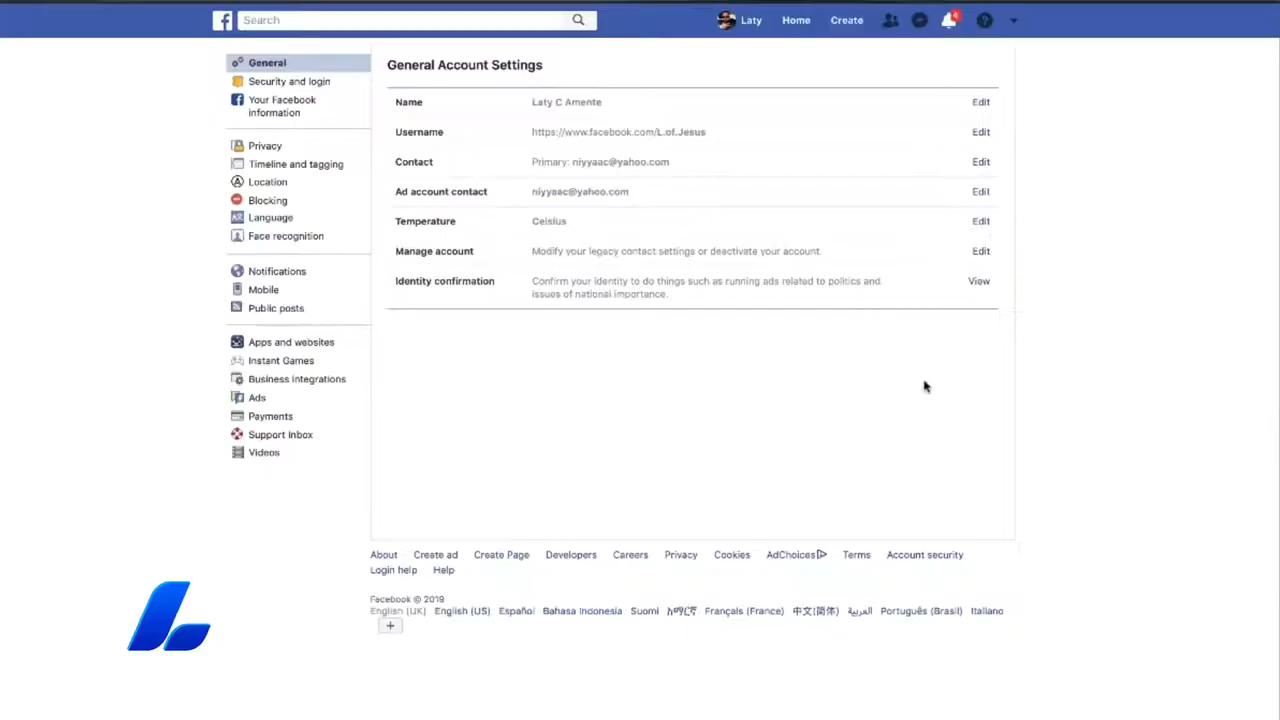 Search
Laty
Home
Create
4
General
Security and login
Your Facebook
information
Privacy
Timeline and tagging
Location
Blocking
Language
Face recognition
Notifications
Mobile
Public posts
Apps and websites
Instant Games
Business integrations
Ads
Payments
Support Inbox
Videos
General Account Settings
Name Laty C Amente Edit
Username https://www.facebook.com/L.of.Jesus Edit
Contact Primary: niyyaac@yahoo.com Edit
Ad account contact niyyaac@yahoo.com Edit
Temperature Celsius Edit
Manage account Modify your legacy contact settings or deactivate your account. Edit
Identity confirmation Confirm your identity to do things such as running ads related to politics and View
issues of national importance.
About Create ad Create Page Developers Careers Privacy Cookies AdChoices Terms Account security
Login help Help
Facebook © 2019
English (UK) English (US) Español Bahasa Indonesia Suomi አማርኛ Français (France) 中文(简体) العربية Português (Brasil) Italiano
+